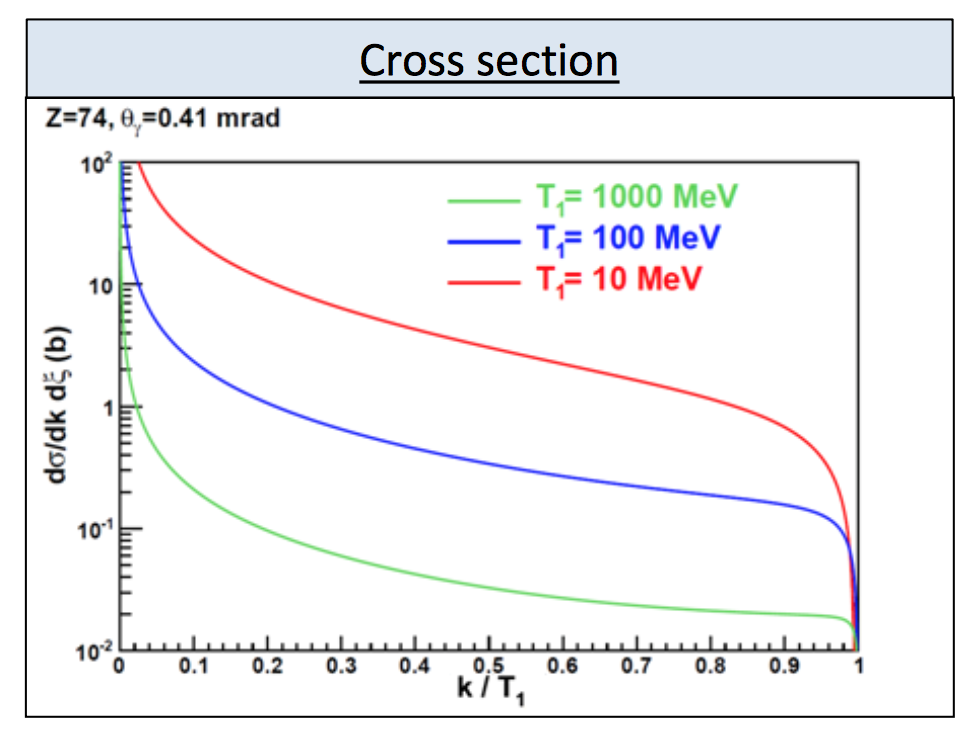 Cross section
Z=74, θγ=0.41 mrad
10²
10
1
10⁻¹
10⁻²
dσ/dk dξ (b)
T₁= 1000 MeV
T₁= 100 MeV
T₁= 10 MeV
0 0.1 0.2 0.3 0.4 0.5 0.6 0.7 0.8 0.9 1
k / T₁